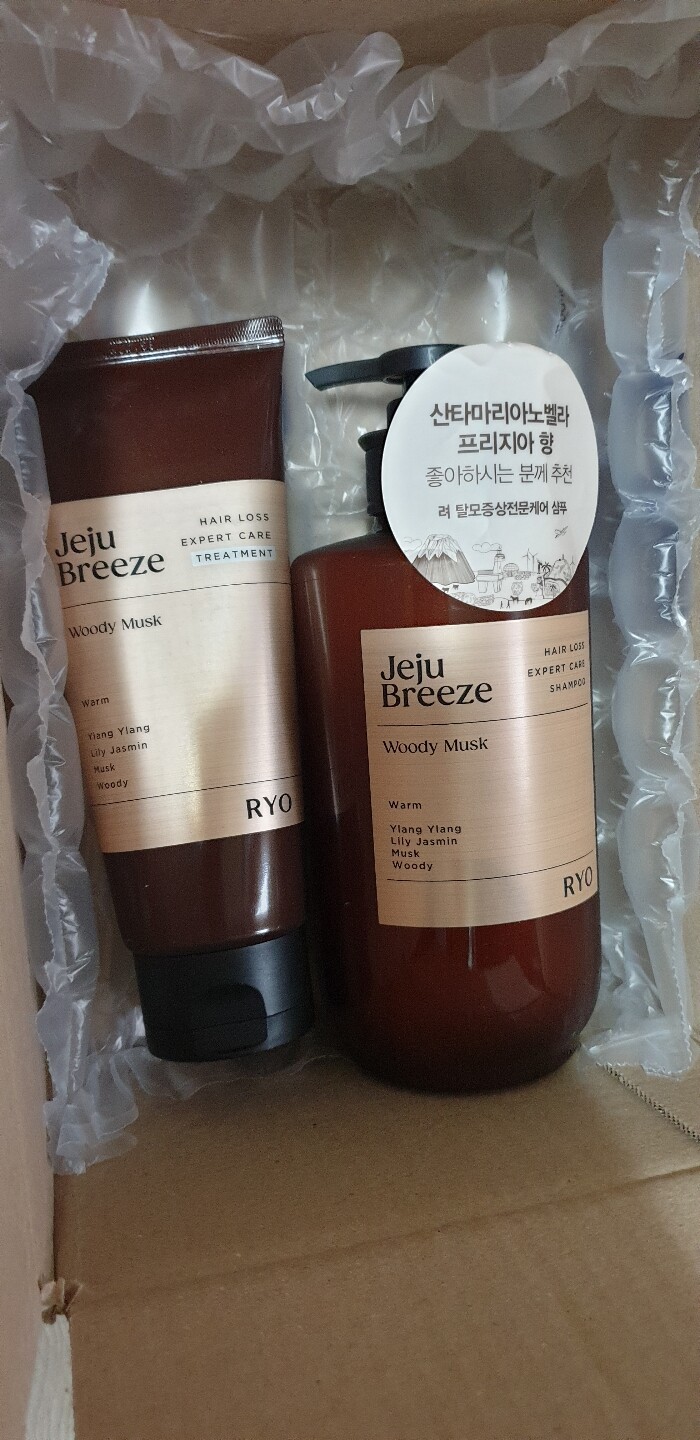 Jeju
Breeze
HAIR LOSS
EXPERT CARE
TREATMENT
Woody Musk
Warm
Ylang Ylang
Lily Jasmin
Musk
Woody
RYO
산타마리아노벨라
프리지아 향
좋아하시는 분께 추천
려 탈모증상전문케어 샴푸
Jeju
Breeze
HAIR LOSS
EXPERT CARE
SHAMPOO
Woody Musk
Warm
Ylang Ylang
Lily Jasmin
Musk
Woody
RYO